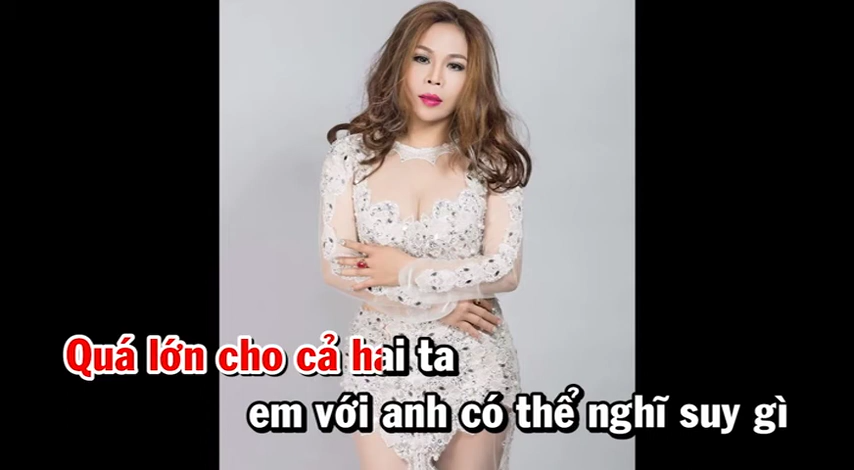 Quá lớn cho cả hai ta
em với anh có thể nghĩ suy gì